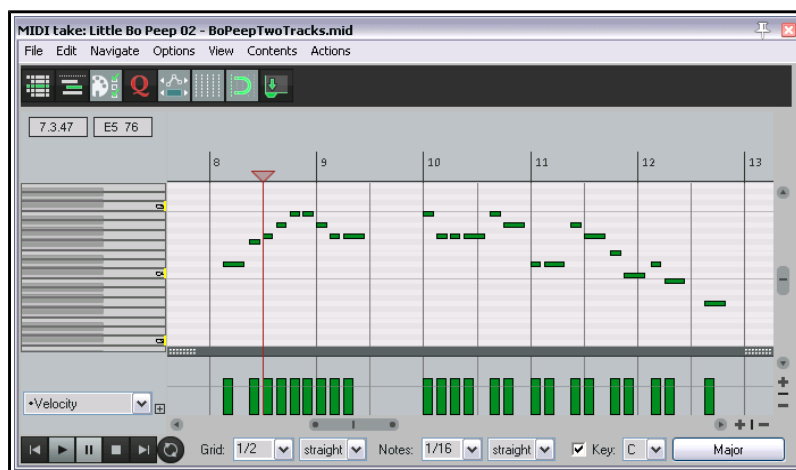 MIDI take: Little Bo Peep 02 - BoPeepTwoTracks.mid
File Edit Navigate Options View Contents Actions
Q
7.3.47 E5 76
8 9 10 11 12 13
•Velocity
Grid: 1/2 straight Notes: 1/16 straight Key: C Major